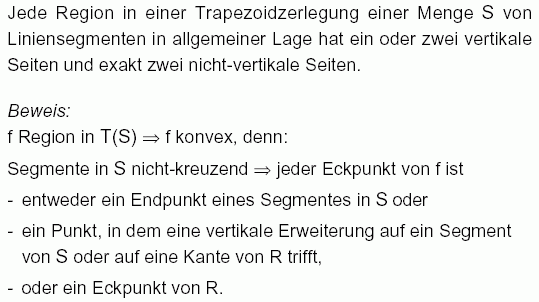 Jede Region in einer Trapezoidzerlegung einer Menge S von
Liniensegmenten in allgemeiner Lage hat ein oder zwei vertikale
Seiten und exakt zwei nicht-vertikale Seiten.
Beweis:
f Region in T(S) ⇒ f konvex, denn:
Segmente in S nicht-kreuzend ⇒ jeder Eckpunkt von f ist
- entweder ein Endpunkt eines Segmentes in S oder
- ein Punkt, in dem eine vertikale Erweiterung auf ein Segment
von S oder auf eine Kante von R trifft,
- oder ein Eckpunkt von R.